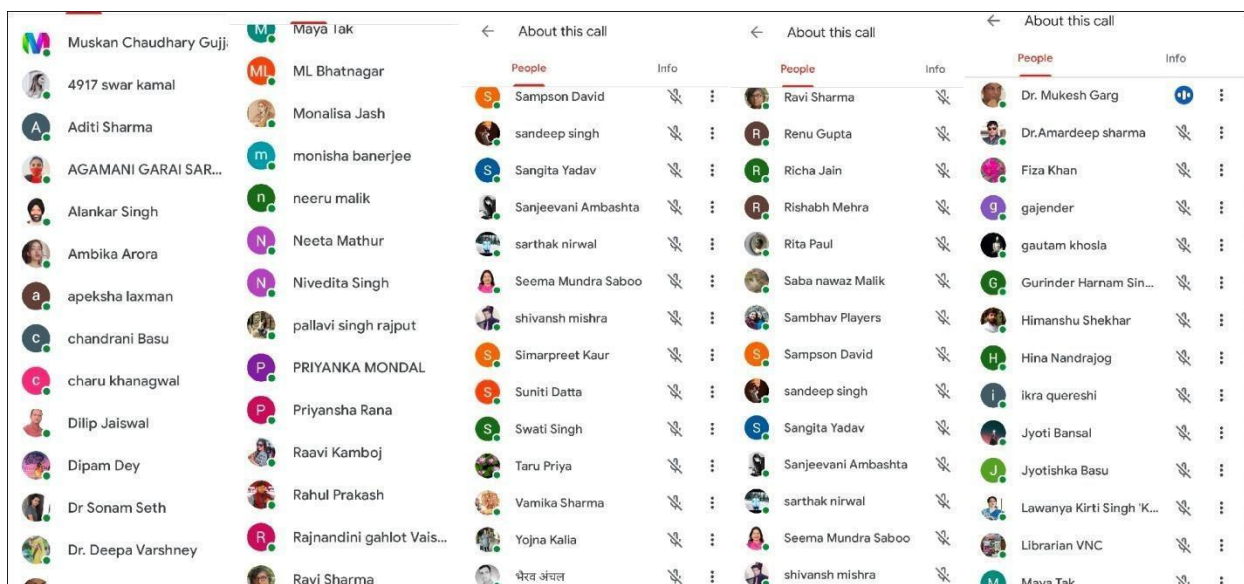 Muskan Chaudhary Gujj
4917 swar kamal
A
Aditi Sharma
AGAMANI GARAI SAR...
Alankar Singh
Ambika Arora
a
apeksha laxman
c
chandrani Basu
c
charu khanagwal
Dilip Jaiswal
Dipam Dey
Dr Sonam Seth
Dr. Deepa Varshney
M
Maya Tak
ML
ML Bhatnagar
Monalisa Jash
m
monisha banerjee
n
neeru malik
N
Neeta Mathur
N
Nivedita Singh
pallavi singh rajput
P
PRIYANKA MONDAL
P
Priyansha Rana
Raavi Kamboj
Rahul Prakash
R
Rajnandini gahlot Vais...
Ravi Sharma
About this call
People
Info
S
Sampson David
sandeep singh
S
Sangita Yadav
Sanjeevani Ambashta
sarthak nirwal
Seema Mundra Saboo
shivansh mishra
S
Simarpreet Kaur
S
Suniti Datta
S
Swati Singh
Taru Priya
Vamika Sharma
Yojna Kalia
भैरव अंचल
About this call
People
Info
Ravi Sharma
R
Renu Gupta
R
Richa Jain
R
Rishabh Mehra
Rita Paul
Saba nawaz Malik
Sambhav Players
S
Sampson David
sandeep singh
S
Sangita Yadav
Sanjeevani Ambashta
sarthak nirwal
Seema Mundra Saboo
shivansh mishra
About this call
People
Info
Dr. Mukesh Garg
Dr.Amardeep sharma
Fiza Khan
g
gajender
gautam khosla
G
Gurinder Harnam Sin...
Himanshu Shekhar
H
Hina Nandrajog
i
ikra quereshi
Jyoti Bansal
J
Jyotishka Basu
Lawanya Kirti Singh 'K...
Librarian VNC
M
Maya Tak